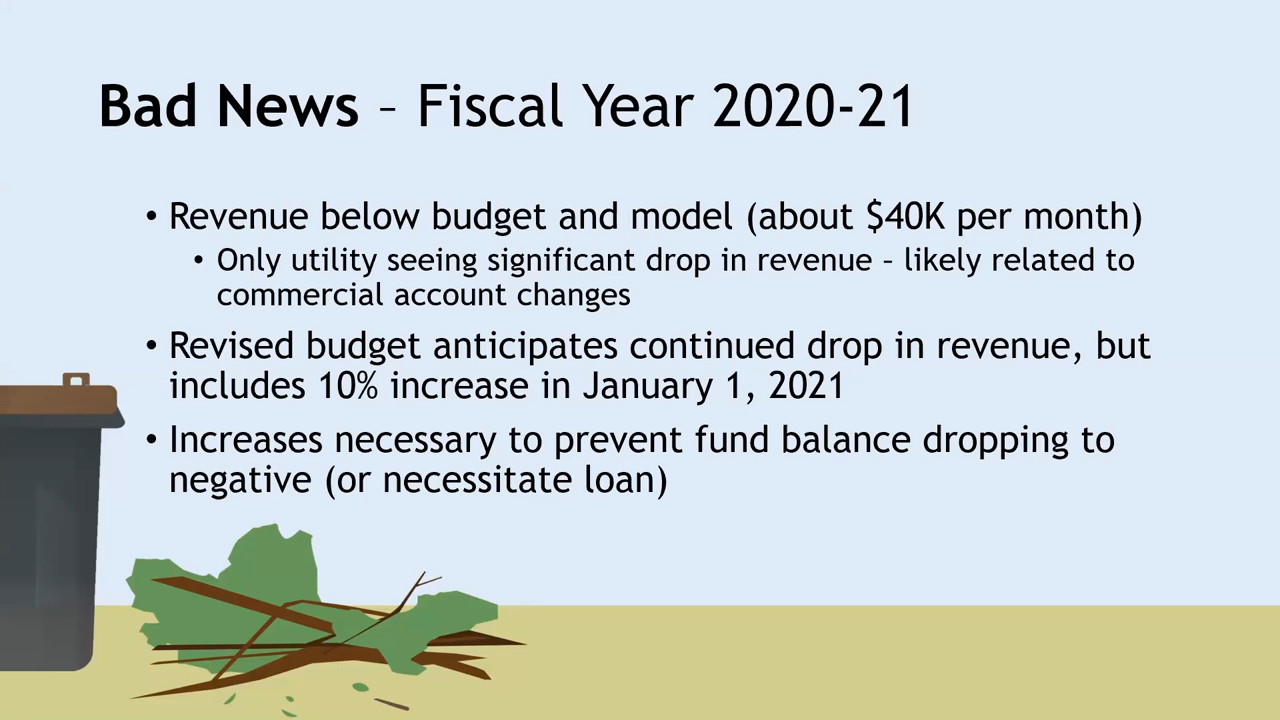 Bad News – Fiscal Year 2020-21
• Revenue below budget and model (about $40K per month)
• Only utility seeing significant drop in revenue – likely related to
commercial account changes
• Revised budget anticipates continued drop in revenue, but
includes 10% increase in January 1, 2021
• Increases necessary to prevent fund balance dropping to
negative (or necessitate loan)